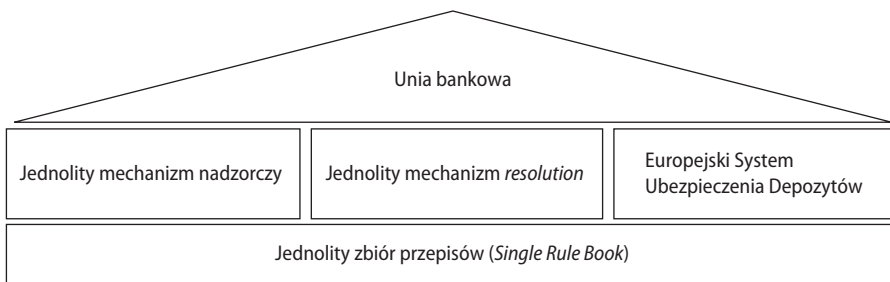 Unia bankowa
Jednolity mechanizm nadzorczy
Jednolity mechanizm resolution
Europejski System
Ubezpieczenia Depozytów
Jednolity zbiór przepisów (Single Rule Book)